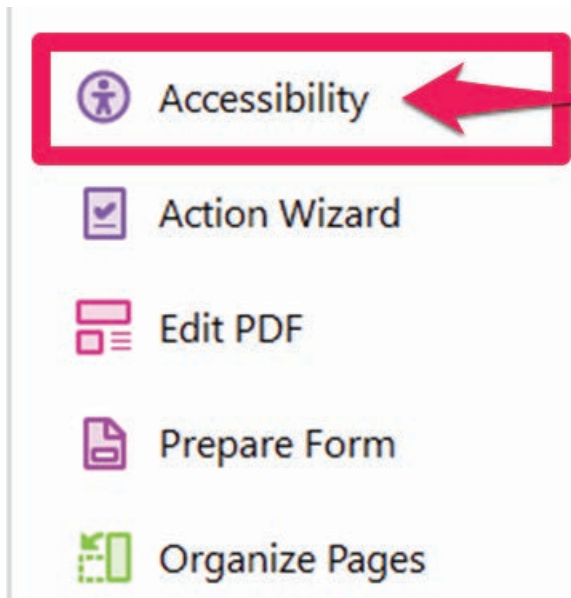 Accessibility
Action Wizard
Edit PDF
Prepare Form
Organize Pages